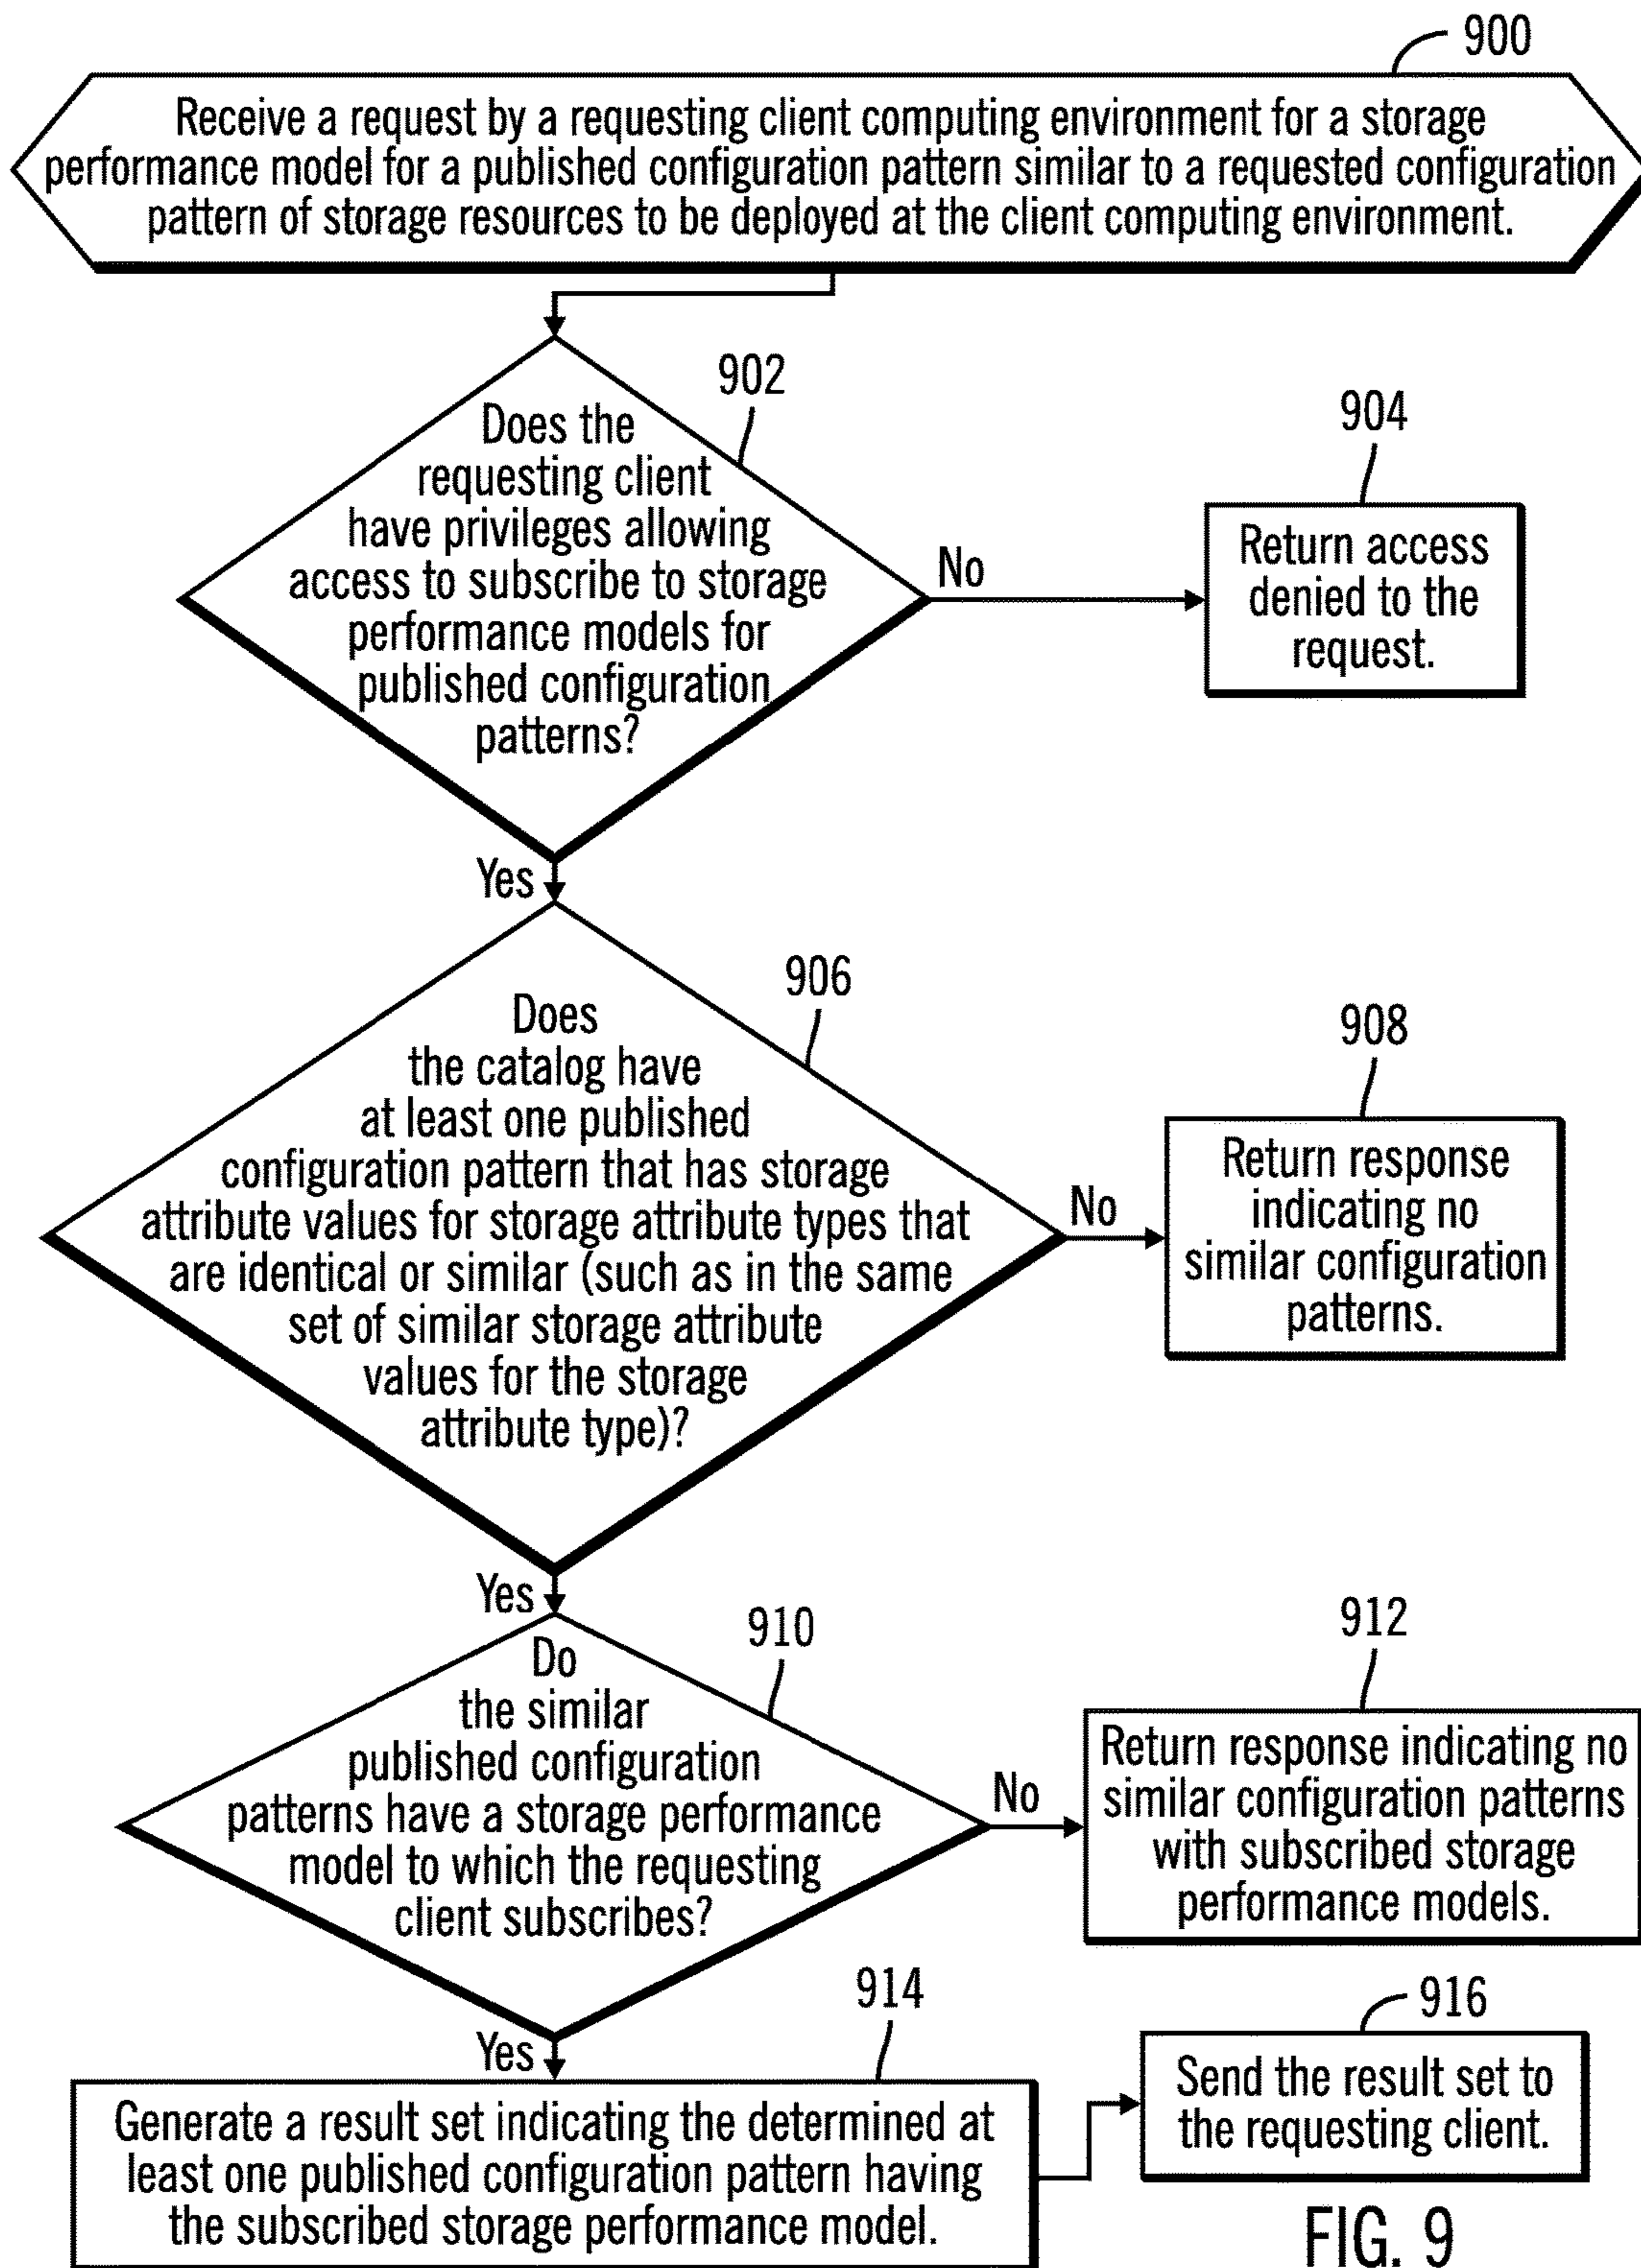 900
Receive a request by a requesting client computing environment for a storage
performance model for a published configuration pattern similar to a requested configuration
pattern of storage resources to be deployed at the client computing environment.
902
Does the
requesting client
have privileges allowing
access to subscribe to storage
performance models for
published configuration
patterns?
No
904
Return access
denied to the
request.
Yes
906
Does
the catalog have
at least one published
configuration pattern that has storage
attribute values for storage attribute types that
are identical or similar (such as in the same
set of similar storage attribute
values for the storage
attribute type)?
No
908
Return response
indicating no
similar configuration
patterns.
Yes
910
Do
the similar
published configuration
patterns have a storage performance
model to which the requesting
client subscribes?
No
912
Return response indicating no
similar configuration patterns
with subscribed storage
performance models.
Yes
914
Generate a result set indicating the determined at
least one published configuration pattern having
the subscribed storage performance model.
916
Send the result set to
the requesting client.
FIG. 9